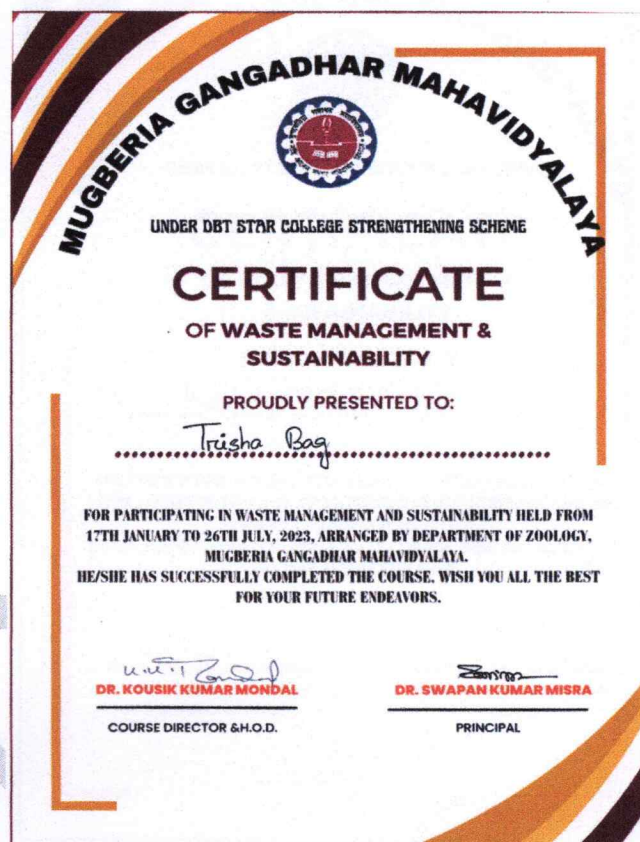 MUGBERIA GANGADHAR MAHAVIDYALAYA
UNDER DBT STAR COLLEGE STRENGTHENING SCHEME
CERTIFICATE
OF WASTE MANAGEMENT &
SUSTAINABILITY
PROUDLY PRESENTED TO:
Trisha Bag
FOR PARTICIPATING IN WASTE MANAGEMENT AND SUSTAINABILITY HELD FROM
17TH JANUARY TO 26TH JULY, 2023, ARRANGED BY DEPARTMENT OF ZOOLOGY,
MUGBERIA GANGADHAR MAHAVIDYALAYA.
HE/SHE HAS SUCCESSFULLY COMPLETED THE COURSE. WISH YOU ALL THE BEST
FOR YOUR FUTURE ENDEAVORS.
DR. KOUSIK KUMAR MONDAL
COURSE DIRECTOR &H.O.D.
DR. SWAPAN KUMAR MISRA
PRINCIPAL